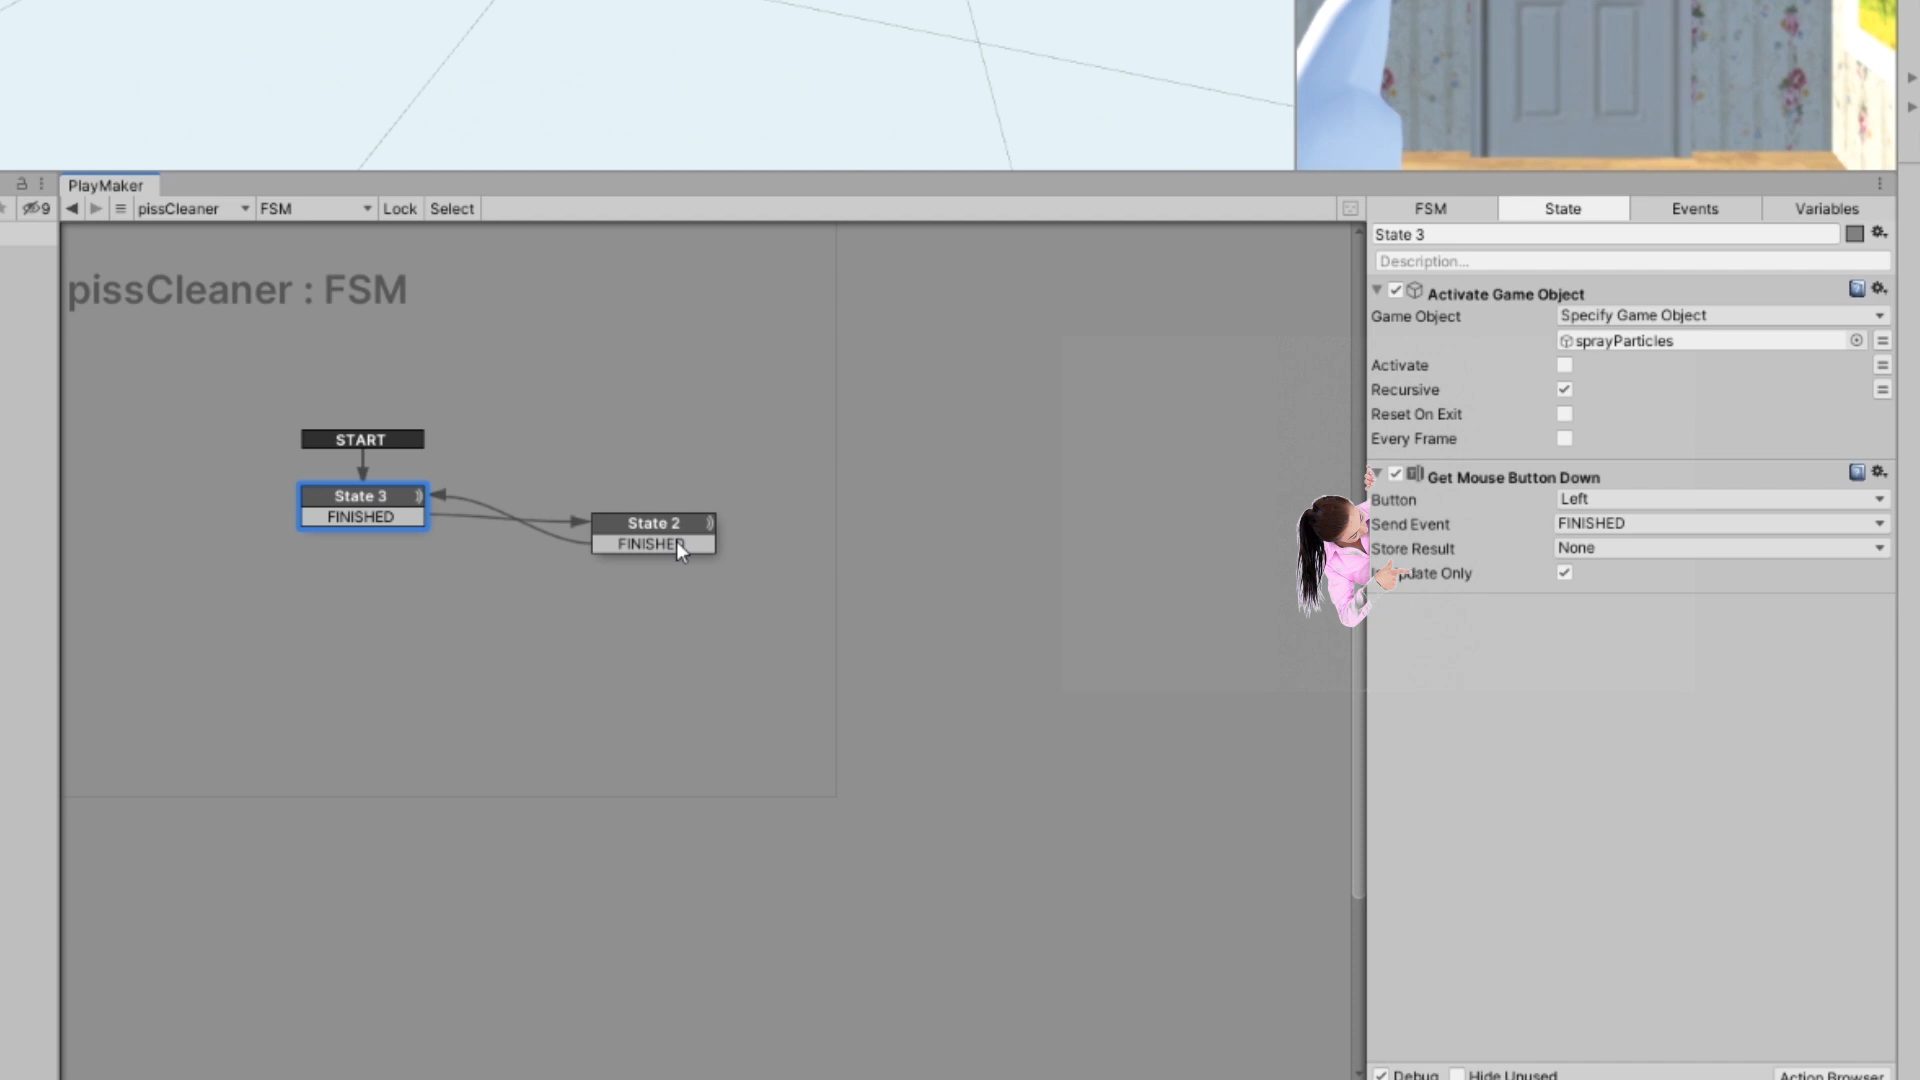 PlayMaker
9
pissCleaner
FSM
Lock
Select
FSM
State
Events
Variables
State 3
Description...
pissCleaner : FSM
START
State 3
FINISHED
State 2
FINISHED
Activate Game Object
Game Object
Specify Game Object
sprayParticles
Activate
Recursive
Reset On Exit
Every Frame
Get Mouse Button Down
Button
Left
Send Event
FINISHED
Store Result
None
Only
Debug
Hide Unused
Action Browser